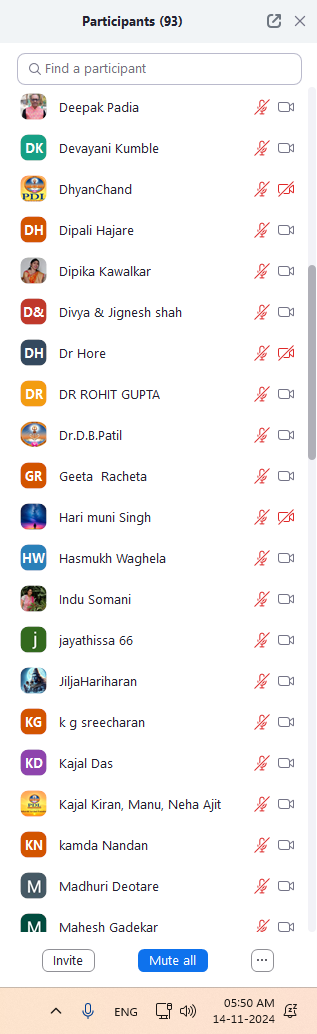 Participants (93)
Find a participant
Deepak Padia
DK Devayani Kumble
PDI DhyanChand
DH Dipali Hajare
Dipika Kawalkar
D& Divya & Jignesh shah
DH Dr Hore
DR DR ROHIT GUPTA
Dr.D.B.Patil
GR Geeta Racheta
Hari muni Singh
HW Hasmukh Waghela
Indu Somani
j jayathissa 66
JiljaHariharan
KG k g sreecharan
KD Kajal Das
PDI Kajal Kiran, Manu, Neha Ajit
KN kamda Nandan
M Madhuri Deotare
M Mahesh Gadekar
Invite Mute all ...
ENG 05:50 AM
14-11-2024